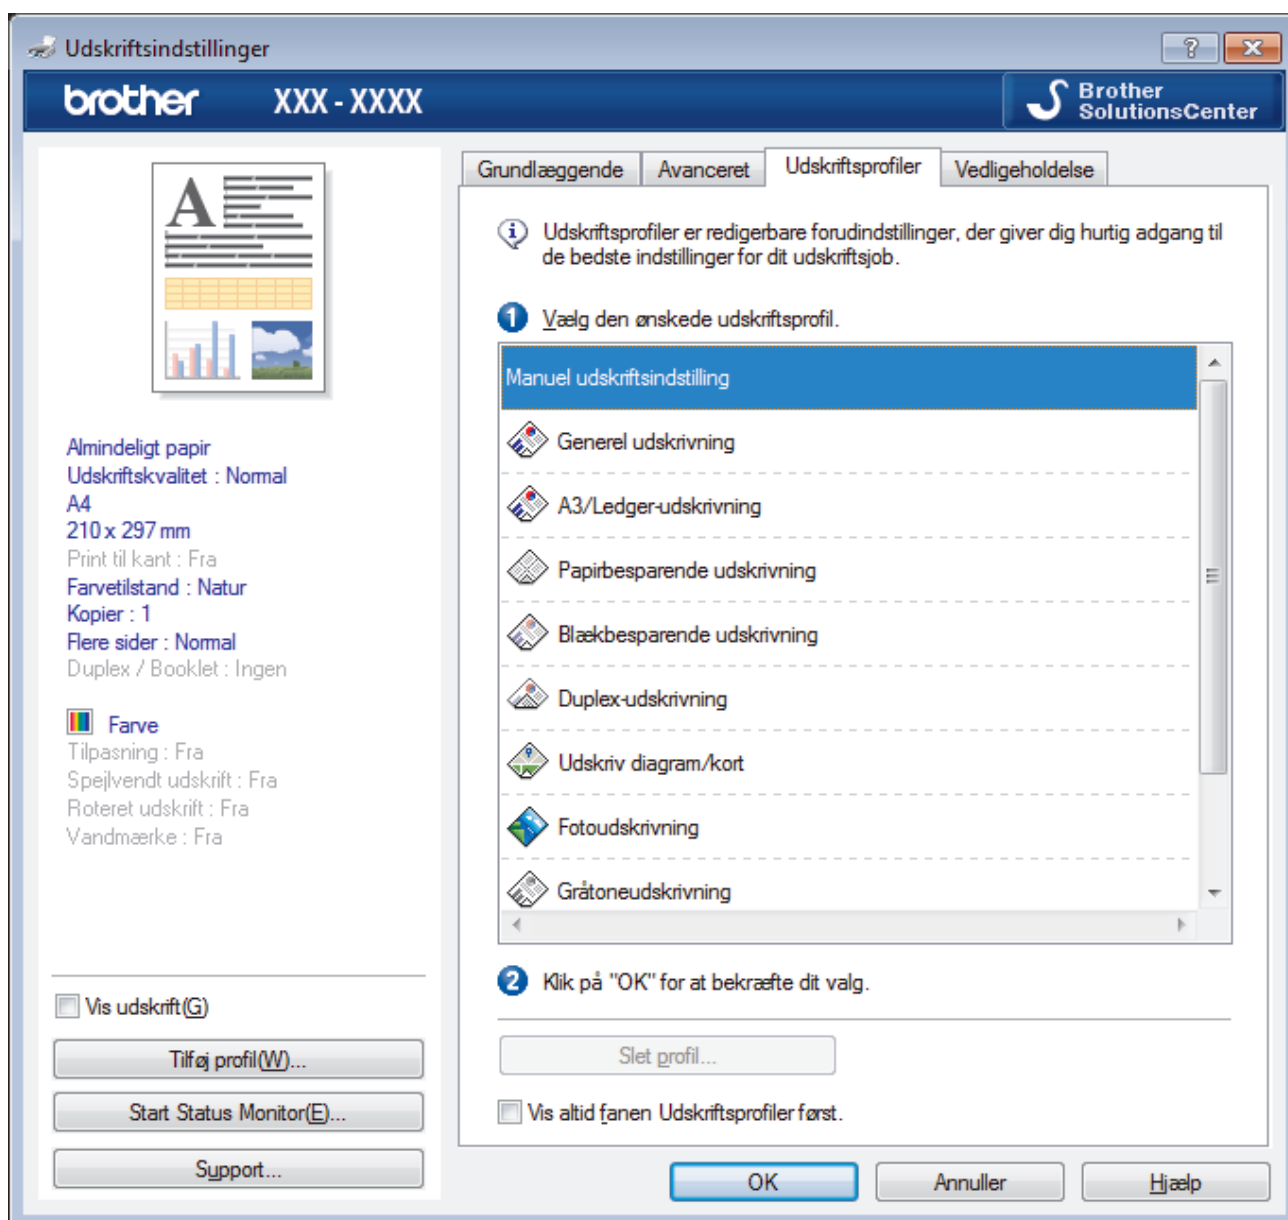 Udskriftsindstillinger
brother XXX - XXXX
Brother
SolutionsCenter
A
Almindeligt papir
Udskriftskvalitet : Normal
A4
210 x 297 mm
Print til kant : Fra
Farvetilstand : Natur
Kopier : 1
Flere sider : Normal
Duplex / Booklet : Ingen
Farve
Tilpasning : Fra
Spejlvendt udskrift : Fra
Roteret udskrift : Fra
Vandmærke : Fra
Vis udskrift(G)
Tilføj profil(W)...
Start Status Monitor(E)...
Support...
Grundlæggende Avanceret Udskriftsprofiler Vedligeholdelse
Udskriftsprofiler er redigerbare forudindstillinger, der giver dig hurtig adgang til
de bedste indstillinger for dit udskriftsjob.
1 Vælg den ønskede udskriftsprofil.
Manuel udskriftsindstilling
Generel udskrivning
A3/Ledger-udskrivning
Papirbesparende udskrivning
Blækbesparende udskrivning
Duplex-udskrivning
Udskriv diagram/kort
Fotoudskrivning
Gråtoneudskrivning
2 Klik på "OK" for at bekræfte dit valg.
Slet profil...
Vis altid fanen Udskriftsprofiler først.
OK Annuller Hjælp